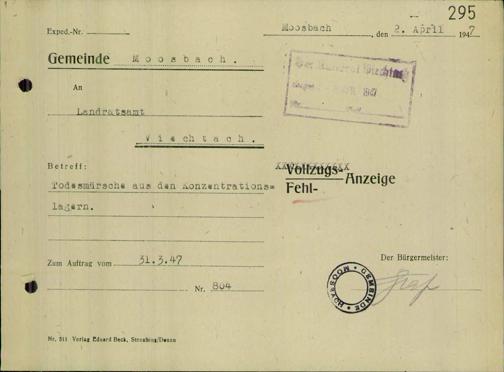 295
Exped.-Nr.
Moosbach, den 2. April 1947
Gemeinde Moosbach.
An
Landratsamt
Viechtach.
Betreff:
Todesmärsche aus den Konzentrations=
lagern.
XXXXXXXXXXXX
Vollzugs-
Fehl-
Anzeige
Zum Auftrag vom 31.3.47
Nr. 804
Der Bürgermeister:
GEMEINDE MOOSBACH
Nr. 311 Verlag Eduard Beck, Straubing/Donau